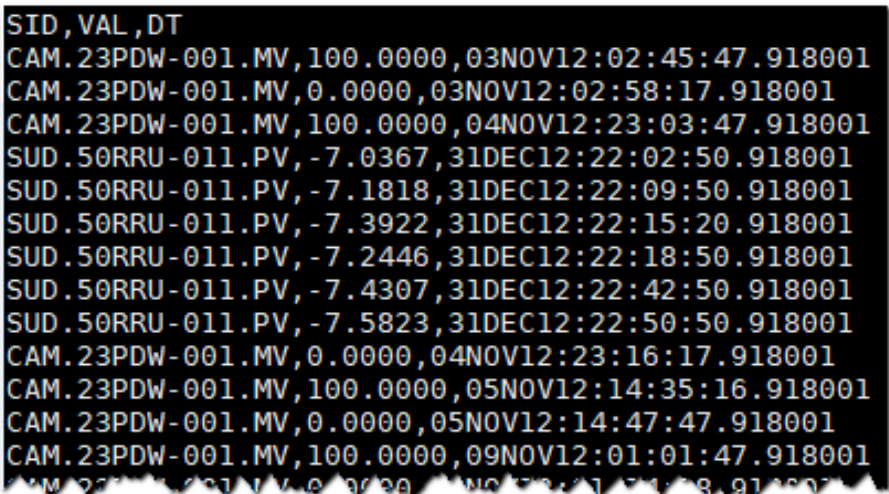 SID,VAL,DT
CAM.23PDW-001.MV,100.0000,03NOV12:02:45:47.918001
CAM.23PDW-001.MV,0.0000,03NOV12:02:58:17.918001
CAM.23PDW-001.MV,100.0000,04NOV12:23:03:47.918001
SUD.50RRU-011.PV,-7.0367,31DEC12:22:02:50.918001
SUD.50RRU-011.PV,-7.1818,31DEC12:22:09:50.918001
SUD.50RRU-011.PV,-7.3922,31DEC12:22:15:20.918001
SUD.50RRU-011.PV,-7.2446,31DEC12:22:18:50.918001
SUD.50RRU-011.PV,-7.4307,31DEC12:22:42:50.918001
SUD.50RRU-011.PV,-7.5823,31DEC12:22:50:50.918001
CAM.23PDW-001.MV,0.0000,04NOV12:23:16:17.918001
CAM.23PDW-001.MV,100.0000,05NOV12:14:35:16.918001
CAM.23PDW-001.MV,0.0000,05NOV12:14:47:47.918001
CAM.23PDW-001.MV,100.0000,09NOV12:01:01:47.918001